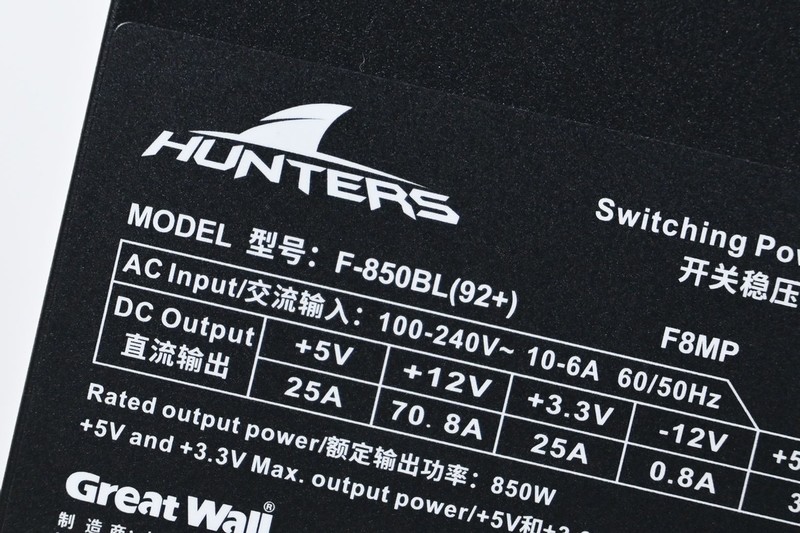 HUNTERS
Switching
开关稳压
MODEL 型号：F-850BL(92+)
F8MP
AC Input/交流输入：100-240V~ 10-6A 60/50Hz
DC Output 直流输出
+5V +12V +3.3V -12V
25A 70.8A 25A 0.8A
Rated output power/额定输出功率：850W
+5V and +3.3V Max. output power/+5V和
Great Wall®
制造商